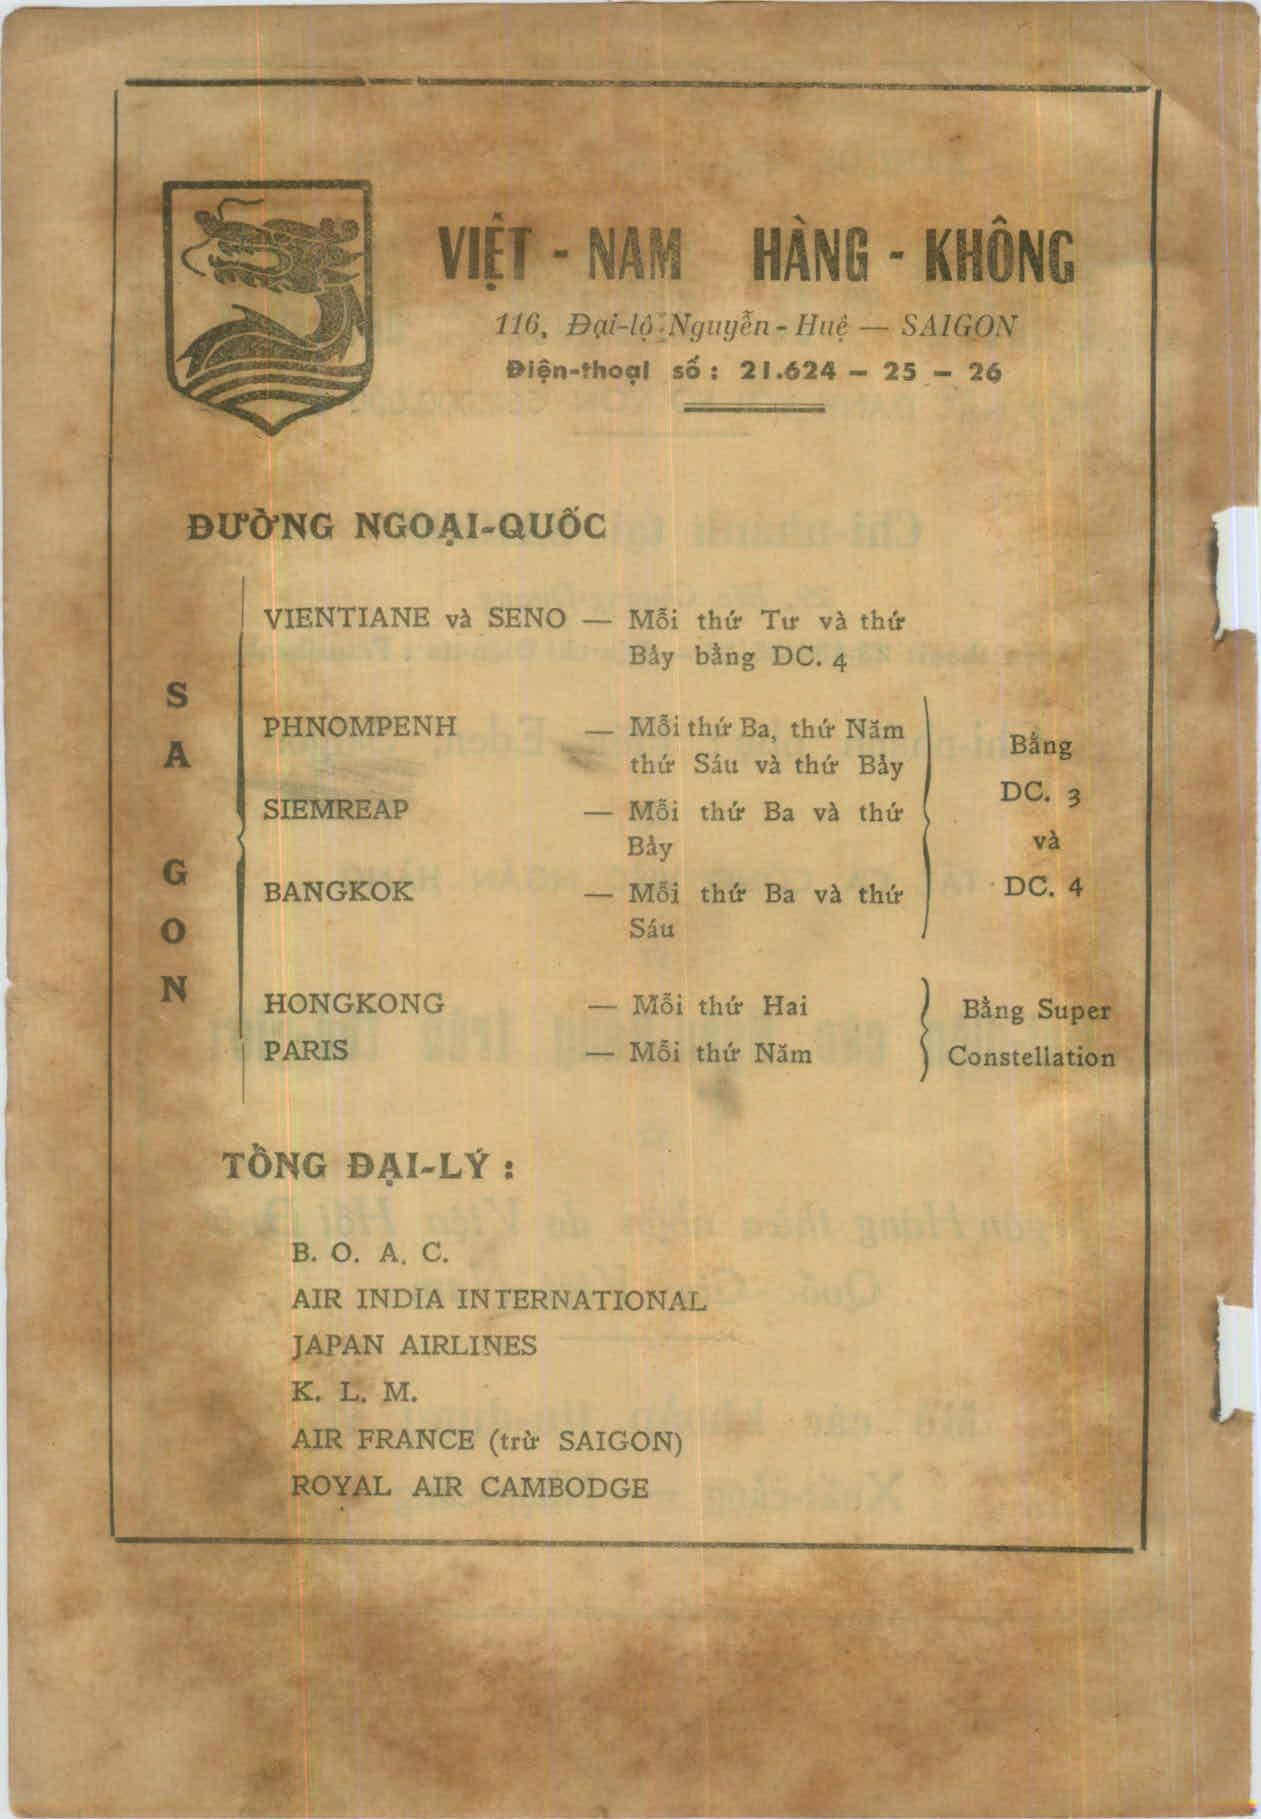 VIỆT - NAM HÀNG - KHÔNG
116, Đại-lộ Nguyễn - Huệ — SAIGON
Điện-thoại số : 21.624 — 25 — 26
ĐƯỜNG NGOẠI-QUỐC
SAIGON
VIENTIANE và SENO — Mỗi thứ Tư và thứ
Bảy bằng DC. 4
PHNOMPENH — Mỗi thứ Ba, thứ Năm
thứ Sáu và thứ Bảy
SIEMREAP — Mỗi thứ Ba và thứ
Bảy
BANGKOK — Mỗi thứ Ba và thứ
Sáu
Bằng
DC. 3
và
DC. 4
HONGKONG — Mỗi thứ Hai
PARIS — Mỗi thứ Năm
Bằng Super
Constellation
TỔNG ĐẠI-LÝ :
B. O. A. C.
AIR INDIA INTERNATIONAL
JAPAN AIRLINES
K. L. M.
AIR FRANCE (trừ SAIGON)
ROYAL AIR CAMBODGE